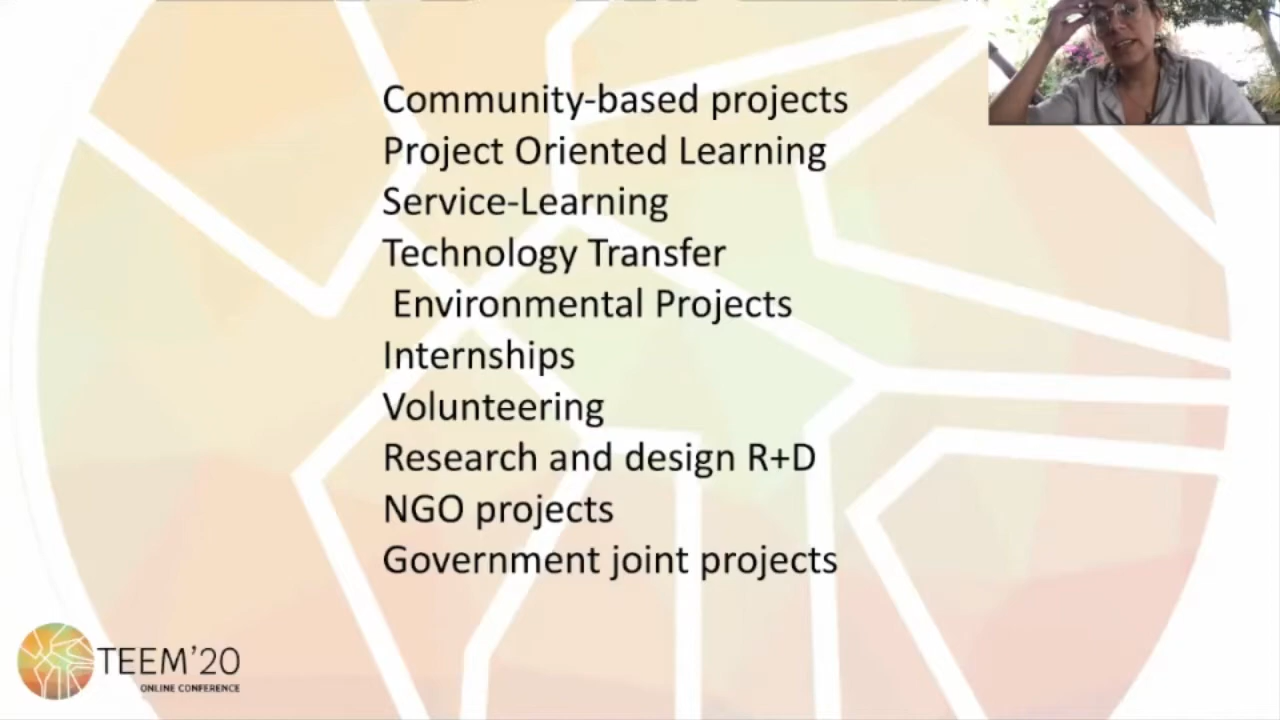 Community-based projects
Project Oriented Learning
Service-Learning
Technology Transfer
Environmental Projects
Internships
Volunteering
Research and design R+D
NGO projects
Government joint projects
TEEM'20
ONLINE CONFERENCE